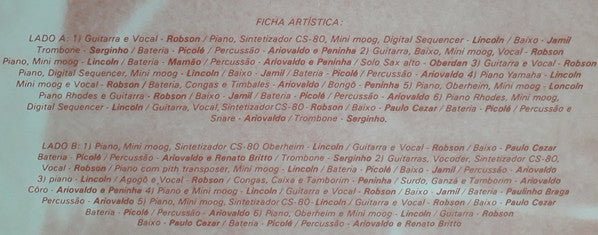 FICHA ARTÍSTICA:
LADO A: 1) Guitarra e Vocal - Robson / Piano, Sintetizador CS-80, Mini moog, Digital Sequencer - Lincoln / Baixo - Jamil
Trombone - Serginho / Bateria - Picolé / Percussão - Ariovaldo e Peninha 2) Guitarra, Baixo, Mini moog, Vocal - Robson
Piano, Mini moog - Lincoln / Bateria - Mamão / Percussão - Ariovaldo e Peninha / Solo Sax alto - Oberdan 3) Guitarra e Vocal - Robson
Piano, Digital Sequencer, Mini moog - Lincoln / Baixo - Jamil / Bateria - Picolé / Percussão - Ariovaldo 4) Piano Yamaha - Lincoln
Mini moog e Vocal - Robson / Bateria, Congas e Timbales - Ariovaldo / Bongô - Peninha 5) Piano, Oberheim, Mini moog - Loncoln
Piano Rhodes e Guitarra - Robson / Baixo - Jamil / Bateria - Picolé / Percussão - Ariovaldo 6) Piano Rhodes, Mini moog,
Digital Sequencer - Lincoln / Guitarra, Vocal, Sintetizador CS-80 - Robson / Baixo - Paulo Cezar / Bateria - Picolé / Percussão e
Snare - Ariovaldo / Trombone - Serginho.
LADO B: 1) Piano, Mini moog, Sintetizador CS-80 Oberheim - Lincoln / Guitarra e Vocal - Robson / Baixo - Paulo Cezar
Bateria - Picolé / Percussão - Ariovaldo e Renato Britto / Trombone - Serginho 2) Guitarras, Vocoder, Sintetizador CS-80,
Vocal - Robson / Piano com pith transposer, Mini moog - Lincoln / Baixo - Picolé / Baixo - Jamil / Percussão - Ariovaldo
3) piano - Lincoln / Agogô e Vocal - Robson / Congas, Caixa e Tamborim - Peninha / Surdo, Ganzá e Tamborim - Ariovaldo
Côro - Ariovaldo e Peninha 4) Piano e Mini moog - Lincoln / Guitarra e Vocal - Robson / Baixo - Jamil / Bateria - Paulinho Braga
Percussão - Ariovaldo 5) Piano, Mini moog, Sintetizador CS-80 - Lincoln / Guitarra e Vocal - Robson / Baixo - Paulo Cezar
Bateria - Picolé / Percussão - Ariovaldo 6) Piano, Oberheim e Mini moog - Lincoln / Guitarra - Robson
Baixo - Paulo Cezar / Bateria - Picolé / Percussão - Ariovaldo e Renato Britto